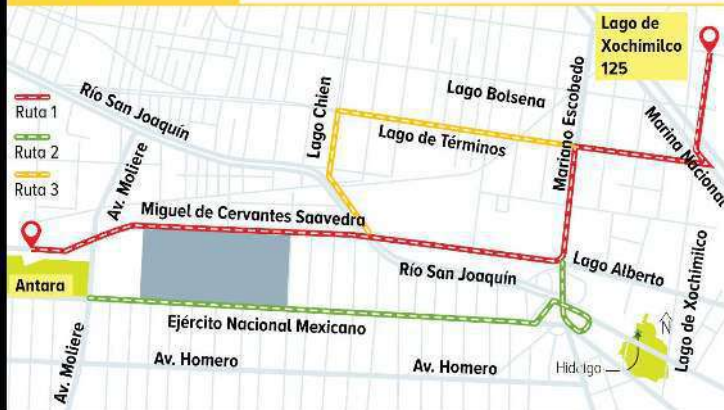 Lago de
Xochimilco
125
Lago Bolsena
Río San Joaquín
Lago Chien
Mariano Escobedo
Marina Nacional
Ruta 1
Ruta 2
Ruta 3
Lago de Términos
Av. Moliere
Miguel de Cervantes Saavedra
Lago Alberto
Río San Joaquín
Antara
Lago de Xochimilco
Ejército Nacional Mexicano
N
Av. Moliere
Av. Homero
Av. Homero